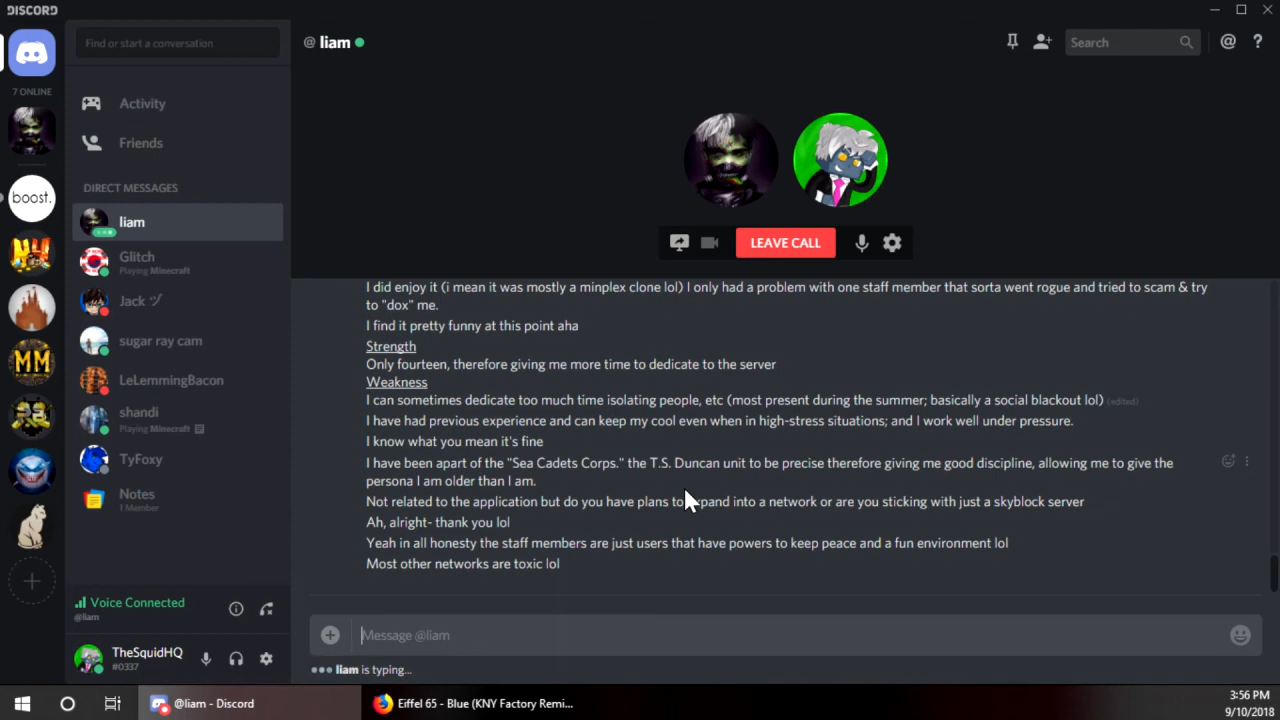 DISCORD
Find or start a conversation
@ liam
Search
7 ONLINE
Activity
Friends
boost.
DIRECT MESSAGES
liam
LEAVE CALL
Glitch
Playing Minecraft
Jack ツ
sugar ray cam
MM
LeLemmingBacon
shandi
Playing Minecraft
TyFoxy
Notes
1 Member
I did enjoy it (i mean it was mostly a minplex clone lol) I only had a problem with one staff member that sorta went rogue and tried to scam & try
to "dox" me.
I find it pretty funny at this point aha
Strength
Only fourteen, therefore giving me more time to dedicate to the server
Weakness
I can sometimes dedicate too much time isolating people, etc (most present during the summer; basically a social blackout lol) (edited)
I have had previous experience and can keep my cool even when in high-stress situations; and I work well under pressure.
I know what you mean it's fine
I have been apart of the "Sea Cadets Corps." the T.S. Duncan unit to be precise therefore giving me good discipline, allowing me to give the
persona I am older than I am.
Not related to the application but do you have plans to expand into a network or are you sticking with just a skyblock server
Ah, alright- thank you lol
Yeah in all honesty the staff members are just users that have powers to keep peace and a fun environment lol
Most other networks are toxic lol
Voice Connected
@liam
Message @liam
TheSquidHQ
#0337
liam is typing...
@liam - Discord
Eiffel 65 - Blue (KNY Factory Remi...
3:56 PM
9/10/2018